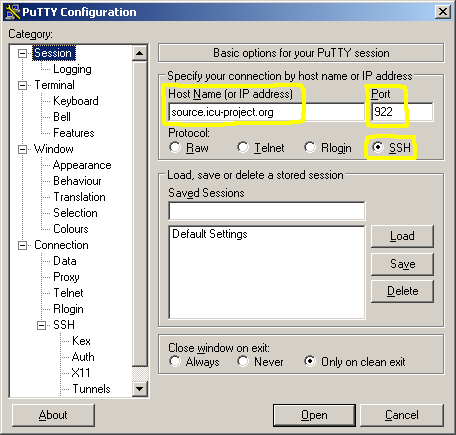 PuTTY Configuration
Category:
Session
Logging
Terminal
Keyboard
Bell
Features
Window
Appearance
Behaviour
Translation
Selection
Colours
Connection
Data
Proxy
Telnet
Rlogin
SSH
Kex
Auth
X11
Tunnels
Basic options for your PuTTY session
Specify your connection by host name or IP address
Host Name (or IP address) Port
source.icu-project.org 922
Protocol:
Raw Telnet Rlogin SSH
Load, save or delete a stored session
Saved Sessions
Default Settings
Load
Save
Delete
Close window on exit:
Always Never Only on clean exit
About Open Cancel